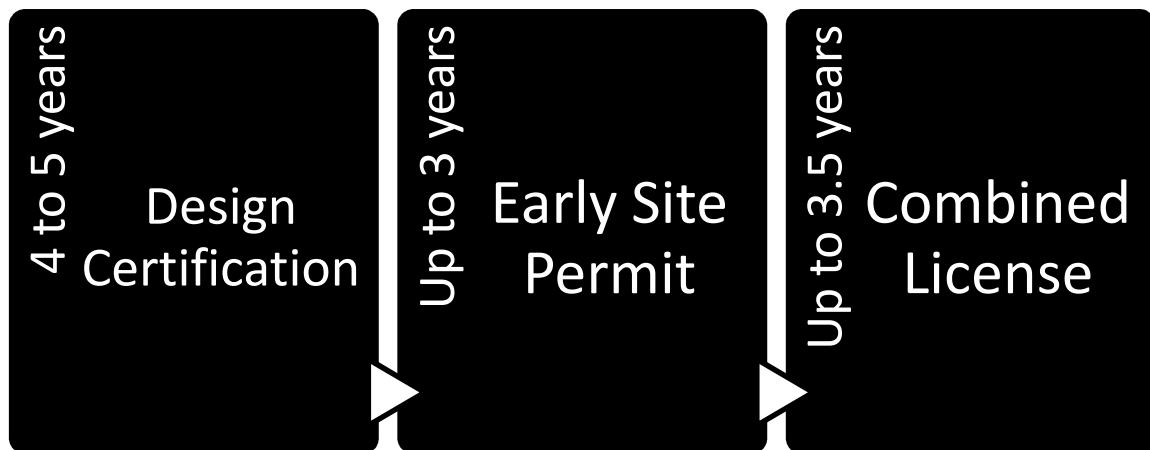 4 to 5 years
Design
Certification
Up to 3 years
Early Site
Permit
Up to 3.5 years
Combined
License